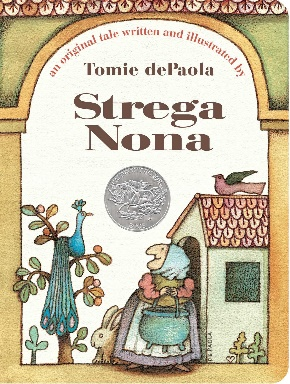 an original tale written and illustrated by
Tomie dePaola
Strega
Nona